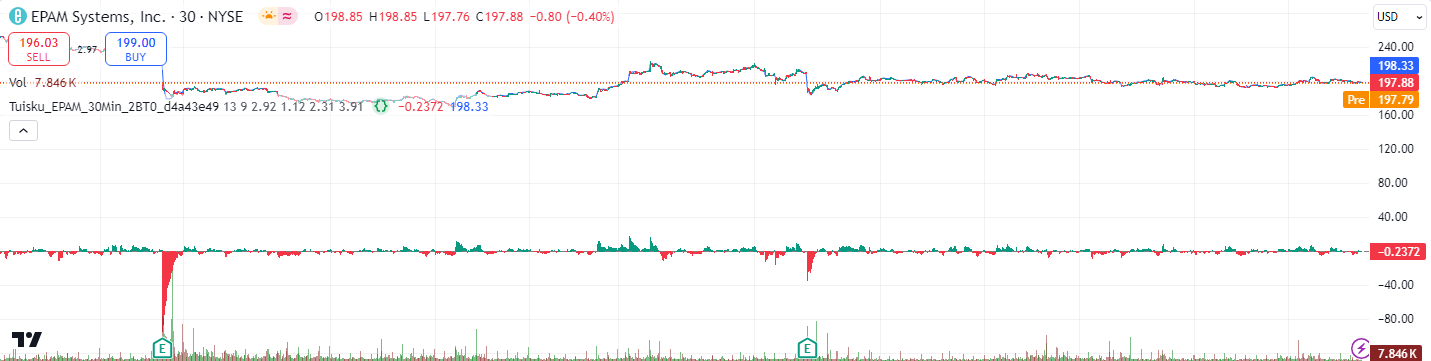 EPAM Systems, Inc. · 30 · NYSE O198.85 H198.85 L197.76 C197.88 −0.80 (−0.40%) USD
196.03 SELL 2.97 199.00 BUY
Vol 7.846 K
Tuisku_EPAM_30Min_2BT0_d4a43e49 13 9 2.92 1.12 2.31 3.91 {} −0.2372 198.33
240.00
198.33
197.88
Pre 197.79
160.00
120.00
80.00
40.00
−0.2372
−40.00
−80.00
7.846 K
E
E